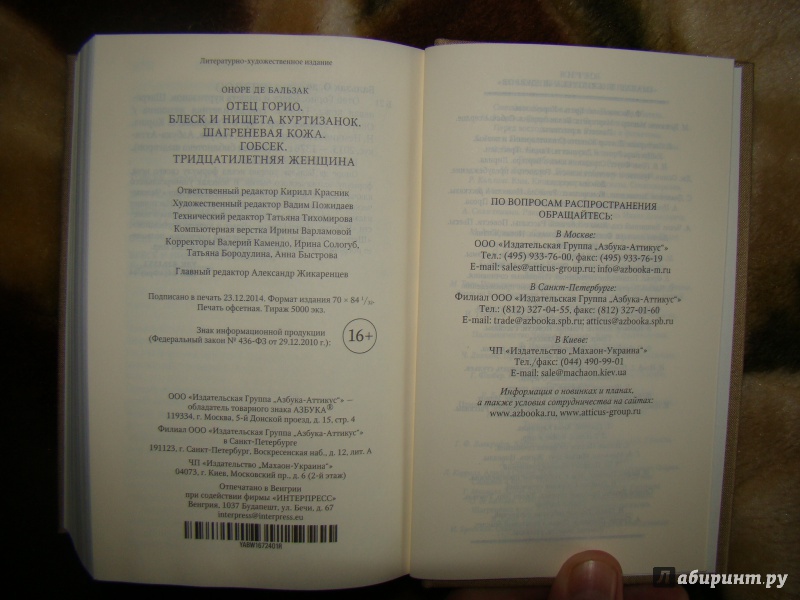 Литературно-художественное издание
ОНОРЕ ДЕ БАЛЬЗАК
ОТЕЦ ГОРИО.
БЛЕСК И НИЩЕТА КУРТИЗАНОК.
ШАГРЕНЕВАЯ КОЖА.
ГОБСЕК.
ТРИДЦАТИЛЕТНЯЯ ЖЕНЩИНА
Ответственный редактор Кирилл Красник
Художественный редактор Вадим Пожидаев
Технический редактор Татьяна Тихомирова
Компьютерная верстка Ирины Варламовой
Корректоры Валерий Камендо, Ирина Сологуб,
Татьяна Бородулина, Анна Быстрова
Главный редактор Александр Жикаренцев
Подписано в печать 23.12.2014. Формат издания 70 × 84 1/32.
Печать офсетная. Тираж 5000 экз.
Знак информационной продукции
(Федеральный закон № 436-ФЗ от 29.12.2010 г.):
16+
ООО «Издательская Группа „Азбука-Аттикус“» —
обладатель товарного знака АЗБУКА®
119334, г. Москва, 5-й Донской проезд, д. 15, стр. 4
Филиал ООО «Издательская Группа „Азбука-Аттикус“»
в Санкт-Петербурге
191123, г. Санкт-Петербург, Воскресенская наб., д. 12, лит. А
ЧП «Издательство „Махаон-Украина“»
04073, г. Киев, Московский пр., д. 6 (2-й этаж)
Отпечатано в Венгрии
при содействии фирмы «ИНТЕРПРЕСС»
Венгрия, 1037 Будапешт, ул. Бечи, д. 67
interpress@interpress.eu
YABW1672403R
ПО ВОПРОСАМ РАСПРОСТРАНЕНИЯ
ОБРАЩАЙТЕСЬ:
В Москве:
ООО «Издательская Группа „Азбука-Аттикус“»
Тел.: (495) 933-76-00, факс: (495) 933-76-19
E-mail: sales@atticus-group.ru; info@azbooka-m.ru
В Санкт-Петербурге:
Филиал ООО «Издательская Группа „Азбука-Аттикус“»
Тел.: (812) 327-04-55, факс: (812) 327-01-60
E-mail: trade@azbooka.spb.ru; atticus@azbooka.spb.ru
В Киеве:
ЧП «Издательство „Махаон-Украина“»
Тел./факс: (044) 490-99-01
E-mail: sale@machaon.kiev.ua
Информация о новинках и планах,
а также условия сотрудничества на сайтах:
www.azbooka.ru, www.atticus-group.ru
Лабиринт.ру